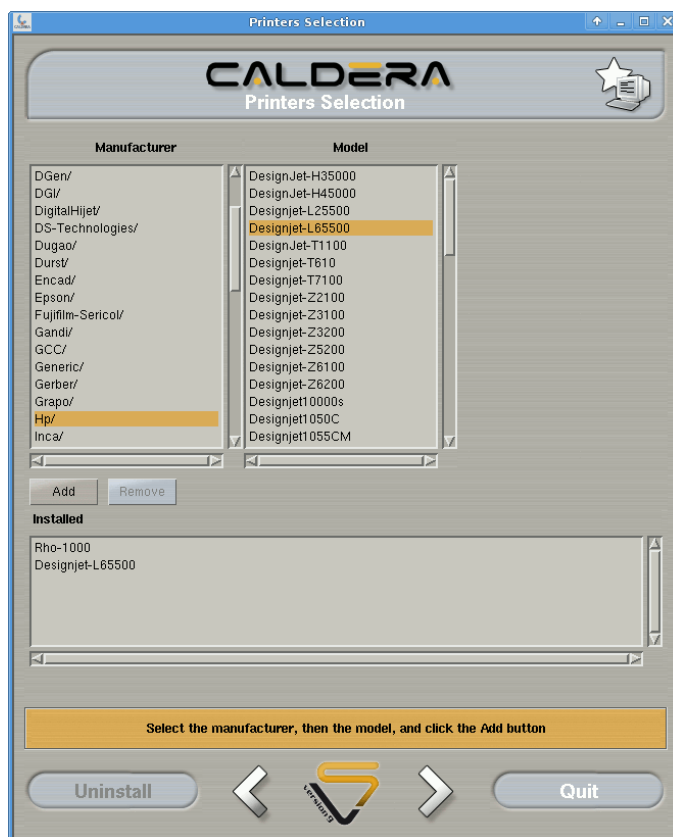 Printers Selection
CALDERA
Printers Selection
Manufacturer
Model
DGen/
DGI/
DigitalHijet/
DS-Technologies/
Dugao/
Durst/
Encad/
Epson/
Fujifilm-Sericol/
Gandi/
GCC/
Generic/
Gerber/
Grapo/
Hp/
Inca/
DesignJet-H35000
DesignJet-H45000
Designjet-L25500
Designjet-L65500
DesignJet-T1100
Designjet-T610
Designjet-T7100
Designjet-Z2100
Designjet-Z3100
Designjet-Z3200
Designjet-Z5200
Designjet-Z6100
Designjet-Z6200
Designjet10000s
Designjet1050C
Designjet1055CM
Add
Remove
Installed
Rho-1000
Designjet-L65500
Select the manufacturer, then the model, and click the Add button
Uninstall
version 9
Quit